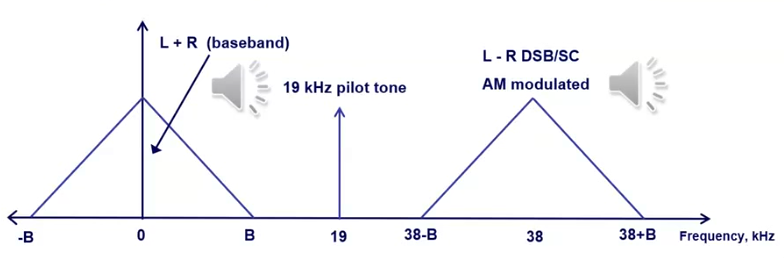 L + R (baseband)
L - R DSB/SC
19 kHz pilot tone
AM modulated
-B
0
B
19
38-B
38
38+B
Frequency, kHz